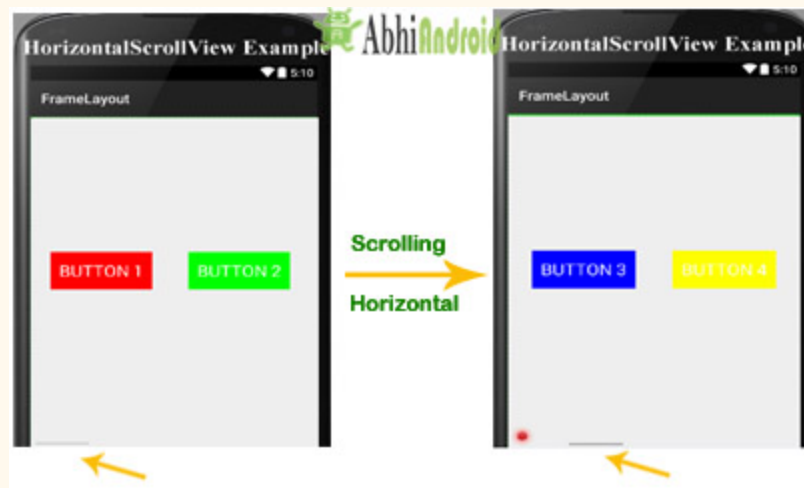 HorizontalScrollView Example
5:10
FrameLayout
BUTTON 1
BUTTON 2
AbhiAndroid
Scrolling
Horizontal
HorizontalScrollView Exampl
5:10
FrameLayout
BUTTON 3
BUTTON 4